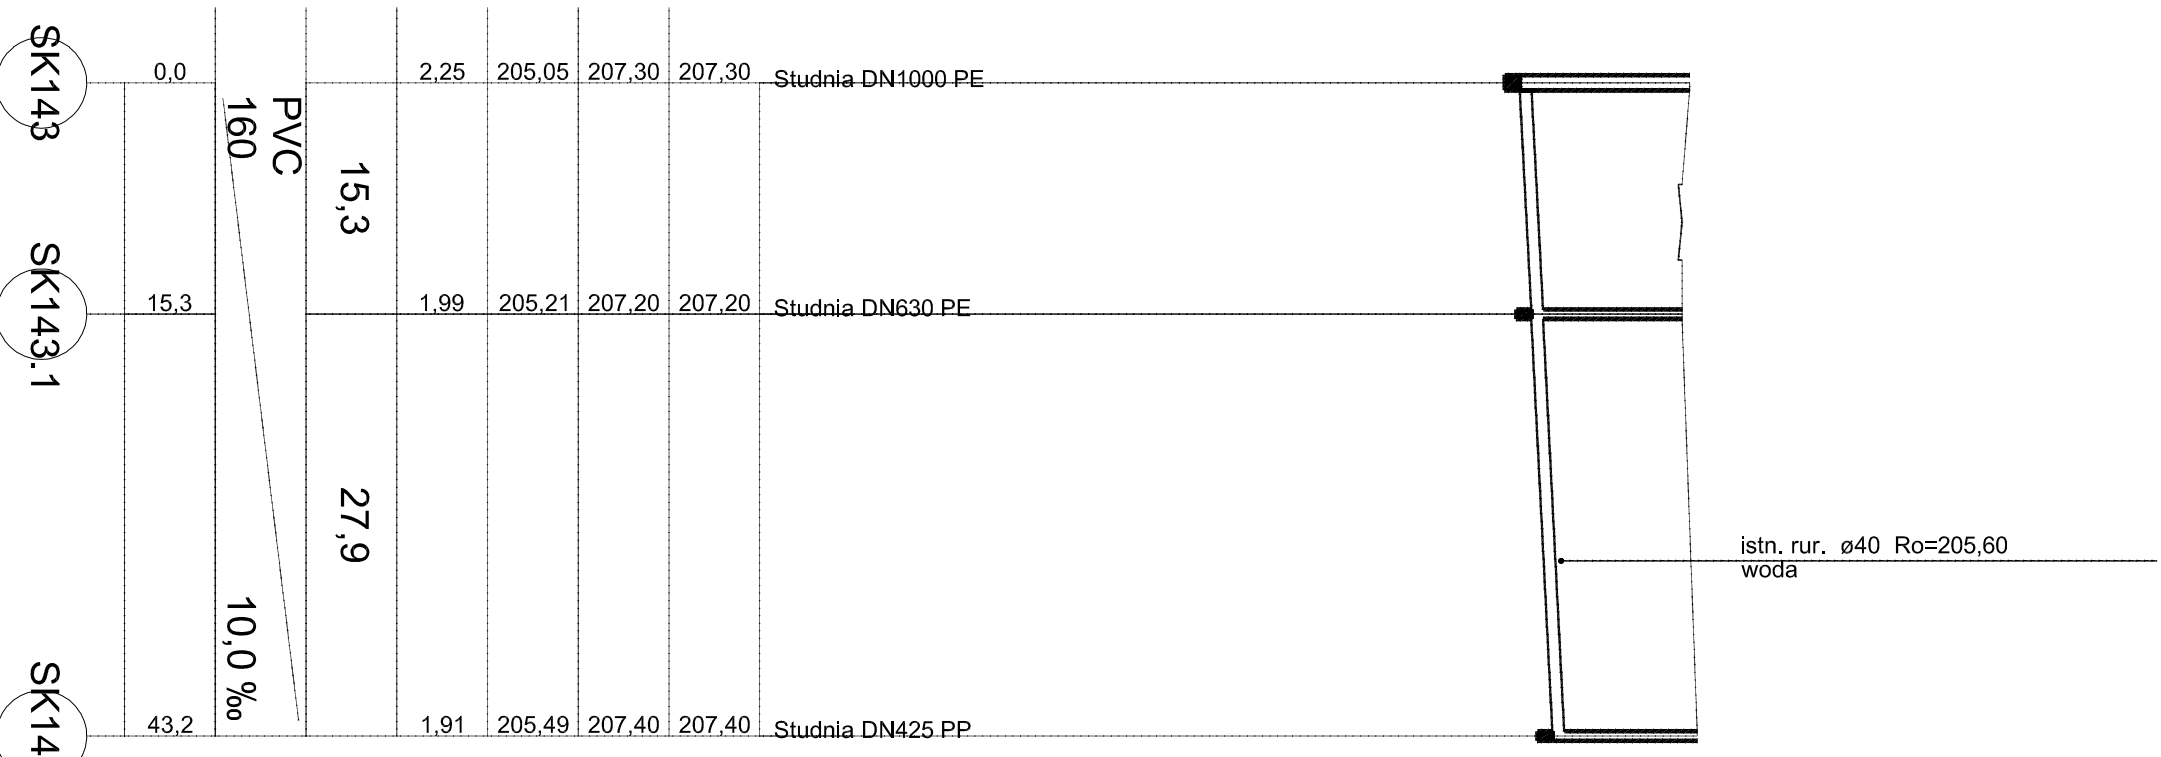 SK143
0,0
2,25
205,05
207,30
207,30
Studnia DN1000 PE
PVC
160
15,3
SK143.1
15,3
1,99
205,21
207,20
207,20
Studnia DN630 PE
27,9
10,0 ‰
istn. rur. ø40 Ro=205,60
woda
SK14
43,2
1,91
205,49
207,40
207,40
Studnia DN425 PP